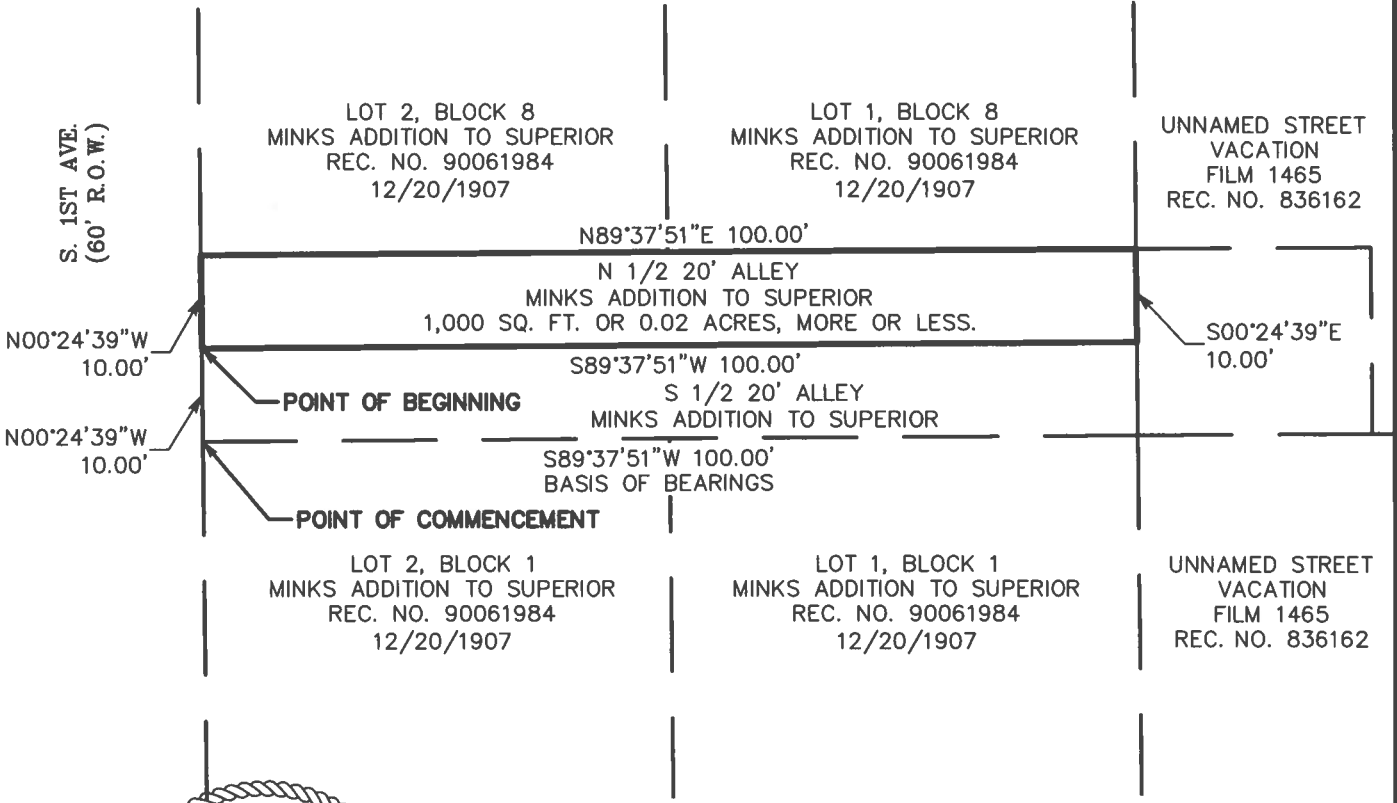 S. 1ST AVE.
(60' R.O.W.)
LOT 2, BLOCK 8
MINKS ADDITION TO SUPERIOR
REC. NO. 90061984
12/20/1907
LOT 1, BLOCK 8
MINKS ADDITION TO SUPERIOR
REC. NO. 90061984
12/20/1907
UNNAMED STREET
VACATION
FILM 1465
REC. NO. 836162
N89°37'51"E 100.00'
N 1/2 20' ALLEY
MINKS ADDITION TO SUPERIOR
1,000 SQ. FT. OR 0.02 ACRES, MORE OR LESS.
N00°24'39"W
10.00'
S00°24'39"E
10.00'
S89°37'51"W 100.00'
POINT OF BEGINNING
S 1/2 20' ALLEY
MINKS ADDITION TO SUPERIOR
N00°24'39"W
10.00'
S89°37'51"W 100.00'
BASIS OF BEARINGS
POINT OF COMMENCEMENT
LOT 2, BLOCK 1
MINKS ADDITION TO SUPERIOR
REC. NO. 90061984
12/20/1907
LOT 1, BLOCK 1
MINKS ADDITION TO SUPERIOR
REC. NO. 90061984
12/20/1907
UNNAMED STREET
VACATION
FILM 1465
REC. NO. 836162